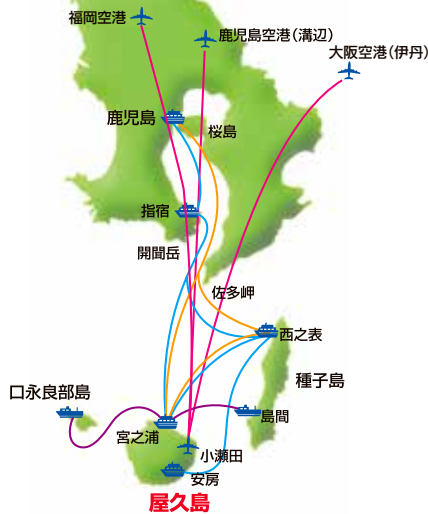 福岡空港
鹿児島空港（溝辺）
大阪空港（伊丹）
鹿児島
桜島
指宿
開聞岳
佐多岬
西之表
種子島
口永良部島
島間
宮之浦
小瀬田
安房
屋久島